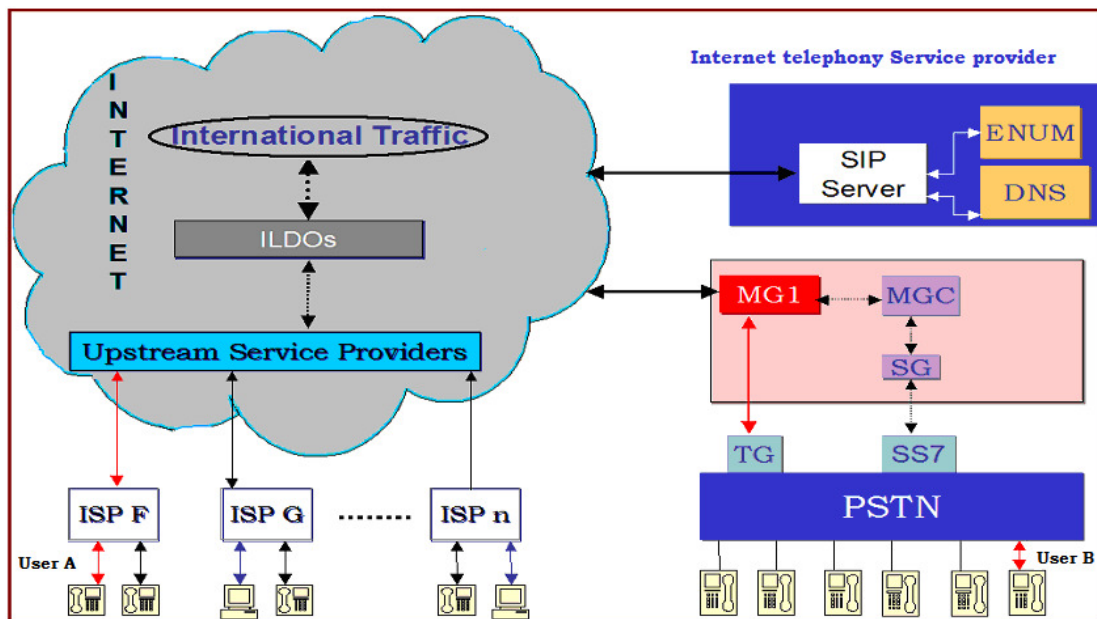 INTERNET
International Traffic
ILDOs
Upstream Service Providers
ISP F
ISP G
ISP n
User A
Internet telephony Service provider
SIP
Server
ENUM
DNS
MG1
MGC
SG
TG
SS7
PSTN
User B